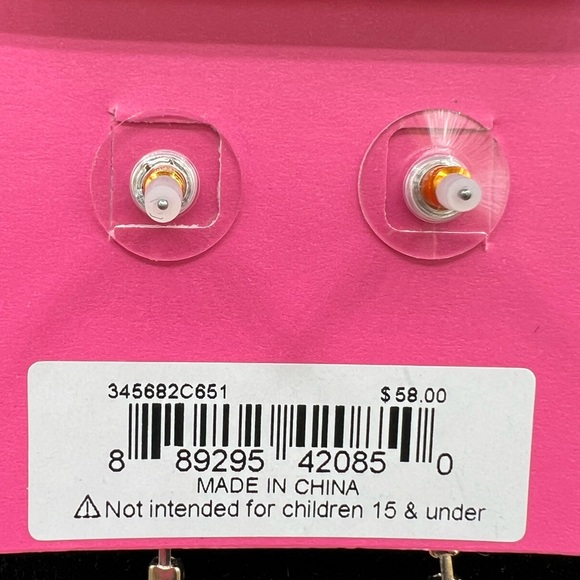 345682C651 $58.00
8 89295 42085 0
MADE IN CHINA
⚠ Not intended for children 15 & under